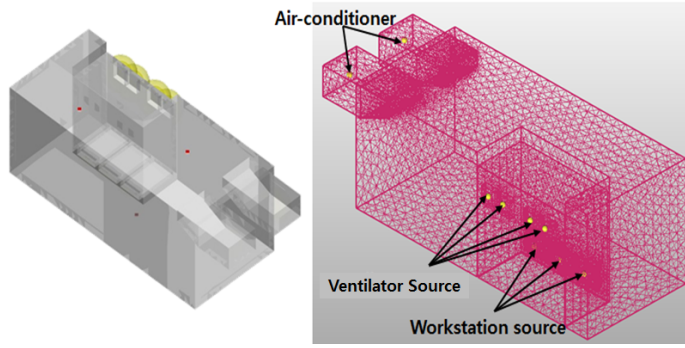 Air-conditioner
Ventilator Source
Workstation source